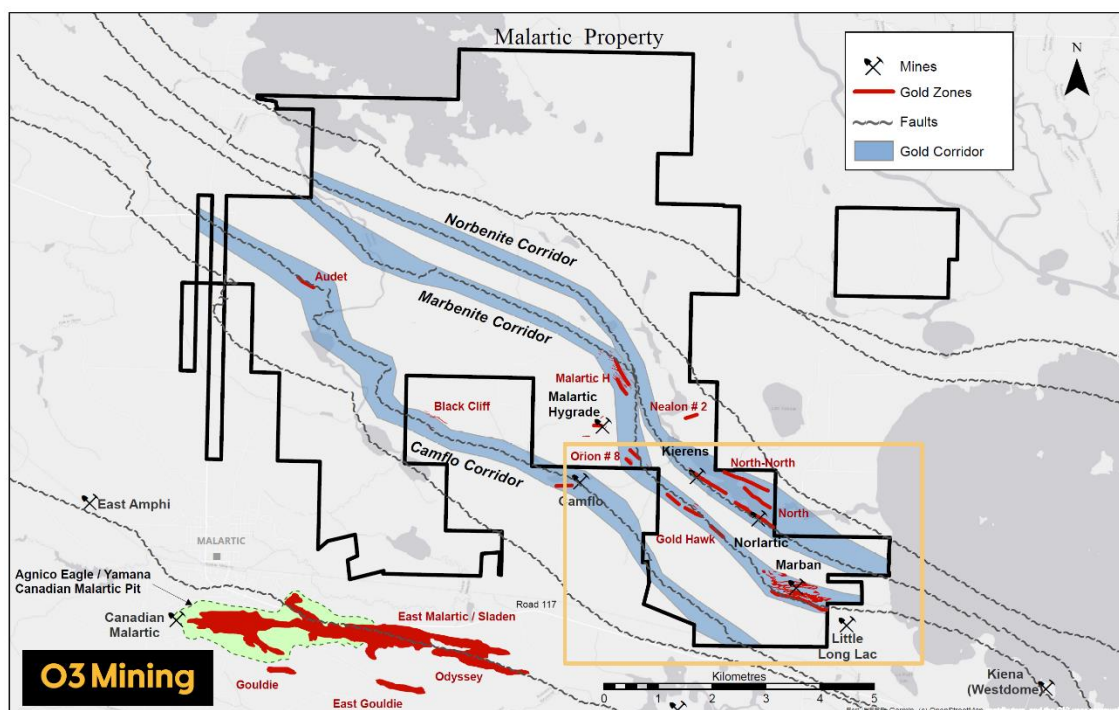 Malartic Property
N
Mines
Gold Zones
Faults
Gold Corridor
Norbenite Corridor
Audet
Marbenite Corridor
Malartic H
Malartic
Hygrade
Nealon # 2
Black Cliff
Camflo Corridor
Orion # 8
Kierens
North-North
Camflo
North
East Amphi
Gold Hawk
Norlartic
MALARTIC
Marban
Agnico Eagle / Yamana
Canadian Malartic Pit
Road 117
Canadian
Malartic
East Malartic / Sladen
Little
Long Lac
O3 Mining
Gouldie
Odyssey
East Gouldie
Kilometres
0 1 2 3 4 5
Kiena
(Westdome)